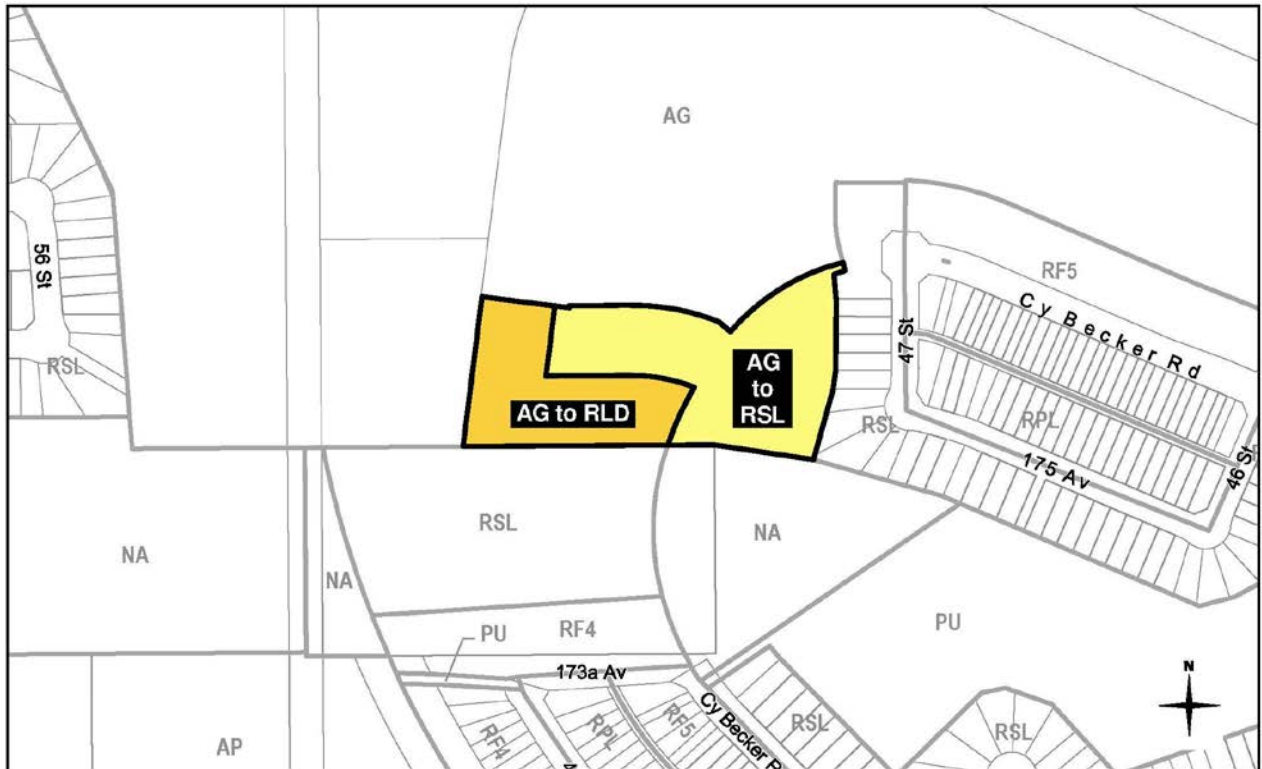 AG
56 St
RF5
Cy Becker Rd
47 St
RSL
AG
to
RSL
AG to RLD
RSL
RPL
46 St
175 Av
RSL
NA
NA
NA
PU
RF4
PU
173a Av
N
RF4
RPL
RF5
Cy Becker R
RSL
RSL
AP